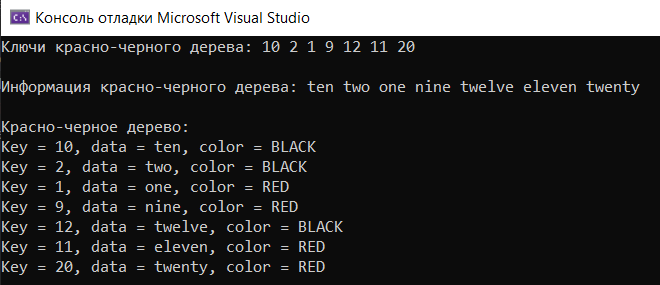 Консоль отладки Microsoft Visual Studio
Ключи красно-черного дерева: 10 2 1 9 12 11 20
Информация красно-черного дерева: ten two one nine twelve eleven twenty
Красно-черное дерево:
Key = 10, data = ten, color = BLACK
Key = 2, data = two, color = BLACK
Key = 1, data = one, color = RED
Key = 9, data = nine, color = RED
Key = 12, data = twelve, color = BLACK
Key = 11, data = eleven, color = RED
Key = 20, data = twenty, color = RED